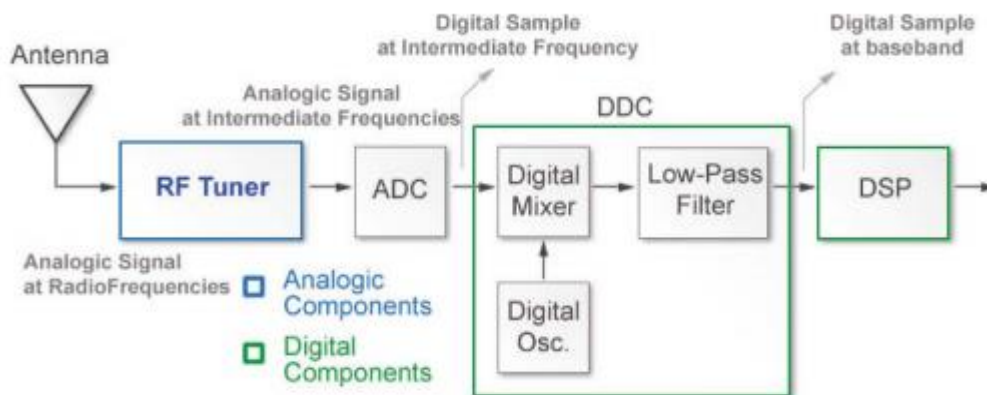 Digital Sample
at Intermediate Frequency
Digital Sample
at baseband
Antenna
Analogic Signal
at Intermediate Frequencies
DDC
RF Tuner
ADC
Digital
Mixer
Low-Pass
Filter
DSP
Analogic Signal
at RadioFrequencies
Analogic
Components
Digital
Osc.
Digital
Components